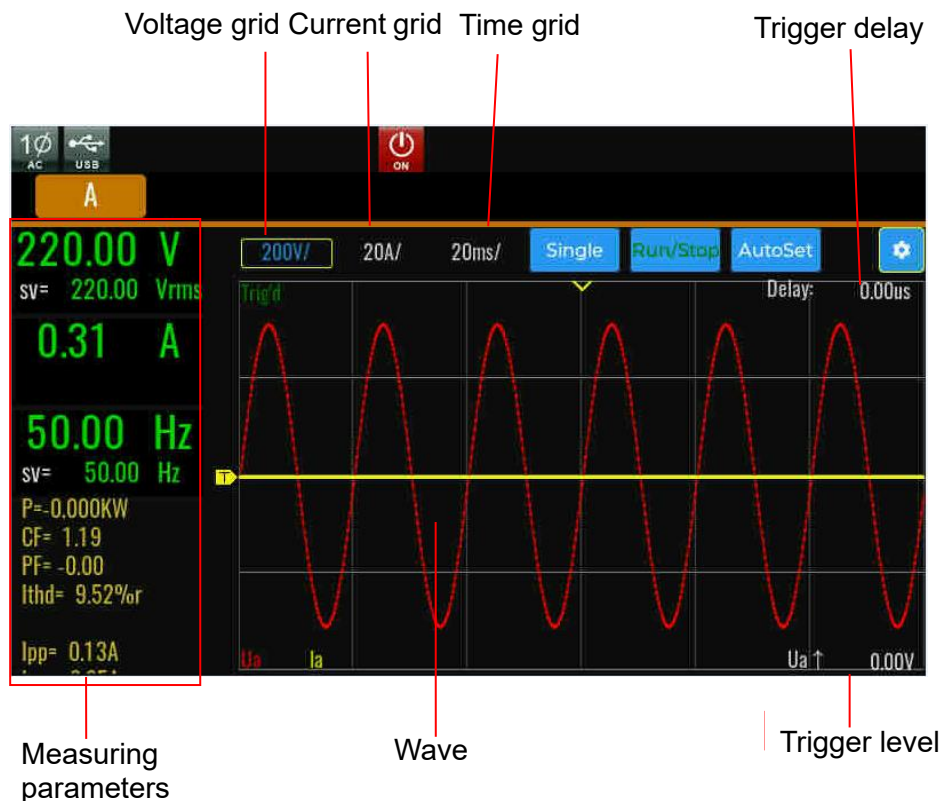 Voltage grid Current grid Time grid Trigger delay
1Ø
AC
USB
ON
A
220.00 V
sv= 220.00 Vrms
0.31 A
50.00 Hz
sv= 50.00 Hz
P=-0.000KW
CF= 1.19
PF= -0.00
Ithd= 9.52%r
Ipp= 0.13A
200V/ 20A/ 20ms/ Single Run/Stop AutoSet
Trig'd Delay: 0.00us
T
Ua Ia Ua↑ 0.00V
Measuring
parameters
Wave
Trigger level